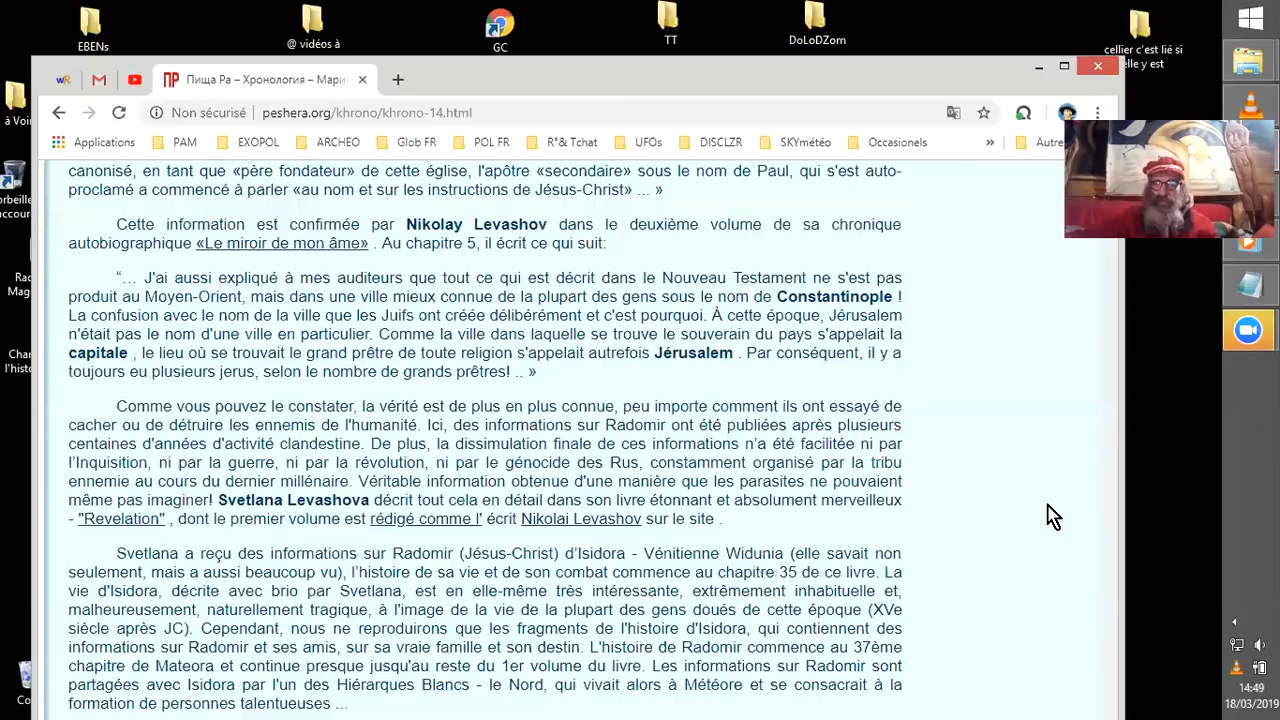 EBENs
@ vidéos à
GC
TT
DoLoDZom
cellier c'est lié si
elle y est
Пища Ра – Хронология – Мари
Non sécurisé
peshera.org/khrono/khrono-14.html
Applications
PAM
EXOPOL
ARCHEO
Glob FR
POL FR
R°& Tchat
UFOs
DISCLZR
SKYmétéo
Occasionels
»
Autre
à Voir
orbeille
accour
Rac
Mag
Char
l'histo
Co
canonisé, en tant que «père fondateur» de cette église, l'apôtre «secondaire» sous le nom de Paul, qui s'est auto-
proclamé a commencé à parler «au nom et sur les instructions de Jésus-Christ» ... »
Cette information est confirmée par Nikolay Levashov dans le deuxième volume de sa chronique
autobiographique «Le miroir de mon âme» . Au chapitre 5, il écrit ce qui suit:
“… J'ai aussi expliqué à mes auditeurs que tout ce qui est décrit dans le Nouveau Testament ne s'est pas
produit au Moyen-Orient, mais dans une ville mieux connue de la plupart des gens sous le nom de Constantinople !
La confusion avec le nom de la ville que les Juifs ont créée délibérément et c'est pourquoi. À cette époque, Jérusalem
n'était pas le nom d'une ville en particulier. Comme la ville dans laquelle se trouve le souverain du pays s'appelait la
capitale , le lieu où se trouvait le grand prêtre de toute religion s'appelait autrefois Jérusalem . Par conséquent, il y a
toujours eu plusieurs jerus, selon le nombre de grands prêtres! .. »
Comme vous pouvez le constater, la vérité est de plus en plus connue, peu importe comment ils ont essayé de
cacher ou de détruire les ennemis de l'humanité. Ici, des informations sur Radomir ont été publiées après plusieurs
centaines d'années d'activité clandestine. De plus, la dissimulation finale de ces informations n’a été facilitée ni par
l’Inquisition, ni par la guerre, ni par la révolution, ni par le génocide des Rus, constamment organisé par la tribu
ennemie au cours du dernier millénaire. Véritable information obtenue d'une manière que les parasites ne pouvaient
même pas imaginer! Svetlana Levashova décrit tout cela en détail dans son livre étonnant et absolument merveilleux
- "Revelation" , dont le premier volume est rédigé comme l' écrit Nikolai Levashov sur le site .
Svetlana a reçu des informations sur Radomir (Jésus-Christ) d’Isidora - Vénitienne Widunia (elle savait non
seulement, mais a aussi beaucoup vu), l’histoire de sa vie et de son combat commence au chapitre 35 de ce livre. La
vie d’Isidora, décrite avec brio par Svetlana, est en elle-même très intéressante, extrêmement inhabituelle et,
malheureusement, naturellement tragique, à l'image de la vie de la plupart des gens doués de cette époque (XVe
siècle après JC). Cependant, nous ne reproduirons que les fragments de l'histoire d'Isidora, qui contiennent des
informations sur Radomir et ses amis, sur sa vraie famille et son destin. L'histoire de Radomir commence au 37ème
chapitre de Mateora et continue presque jusqu'au reste du 1er volume du livre. Les informations sur Radomir sont
partagées avec Isidora par l'un des Hiérarques Blancs - le Nord, qui vivait alors à Météore et se consacrait à la
formation de personnes talentueuses ...
14:49
18/03/2019